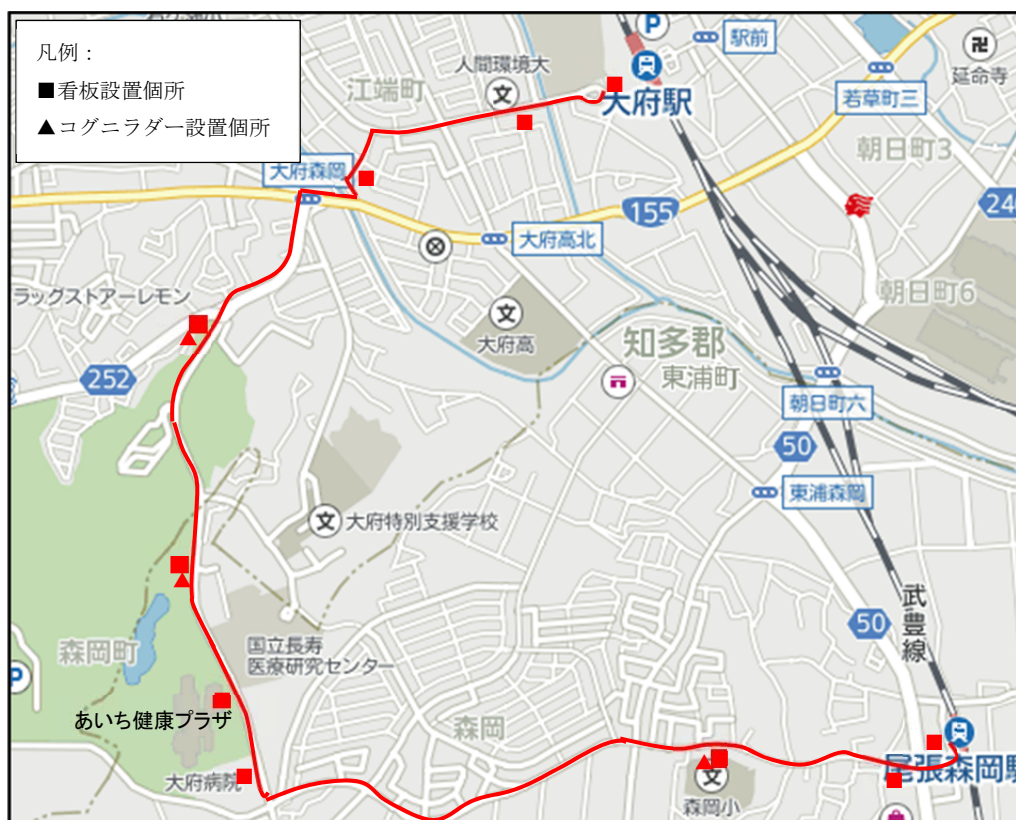 凡例：
■看板設置個所
▲コグニラダー設置個所
P
駅前
卍
延命寺
人間環境大
文
江端町
大府駅
若草町三
朝日町3
大府森岡
155
246
大府高北
ラッグストアーレモン
朝日町6
文
大府高
知多郡
東浦町
252
朝日町六
50
東浦森岡
文
大府特別支援学校
武豊線
50
国立長寿
医療研究センター
森岡町
P
あいち健康プラザ
森岡
大府病院
文
森岡小
尾張森岡駅